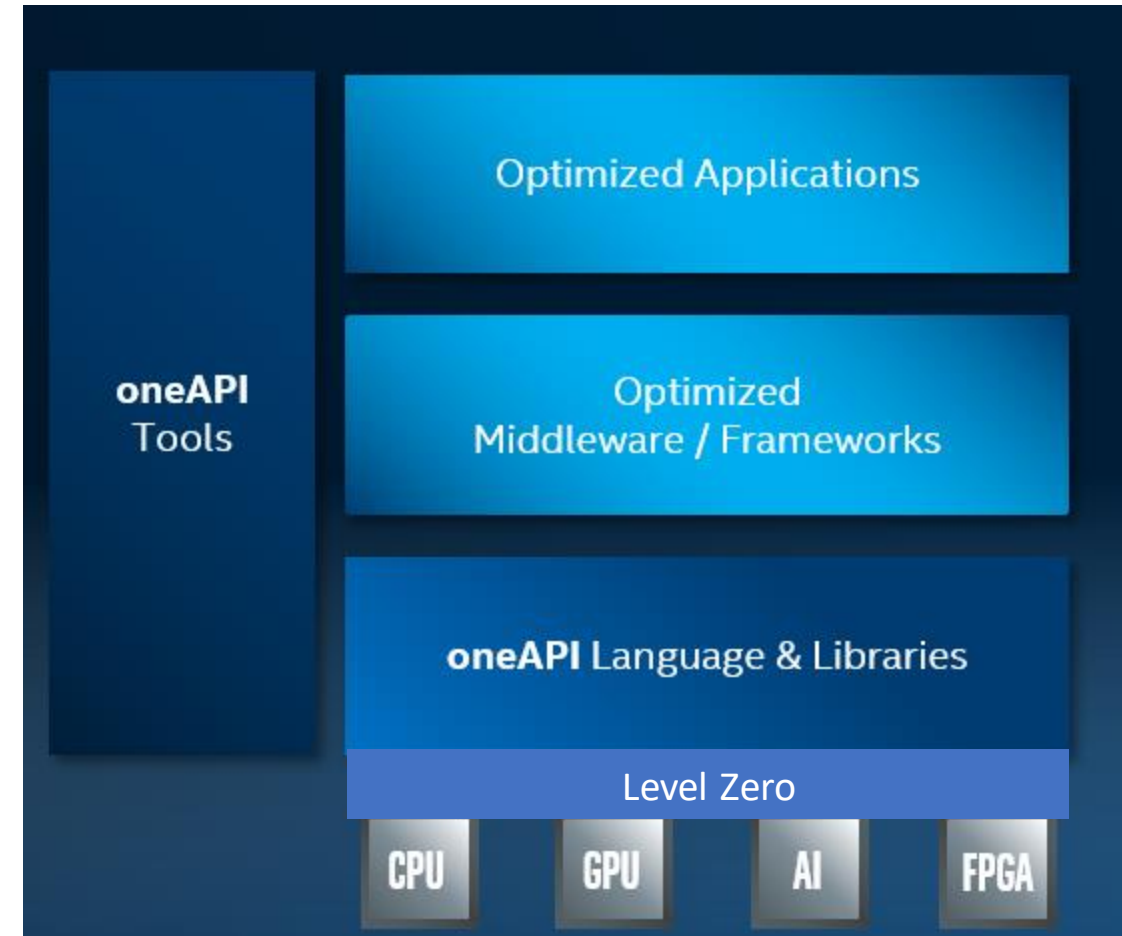 oneAPI
Tools
Optimized Applications
Optimized
Middleware / Frameworks
oneAPI Language & Libraries
Level Zero
CPU
GPU
AI
FPGA